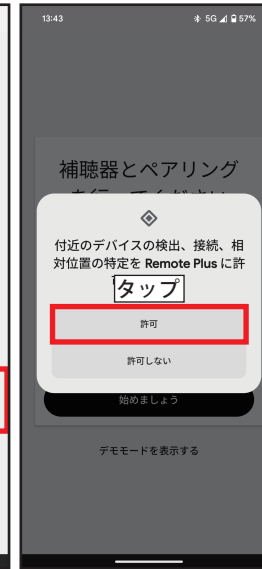 13:43
5G 57%
補聴器とペアリング
付近のデバイスの検出、接続、相
対位置の特定を Remote Plus に許
タップ
許可
許可しない
始めましょう
デモモードを表示する